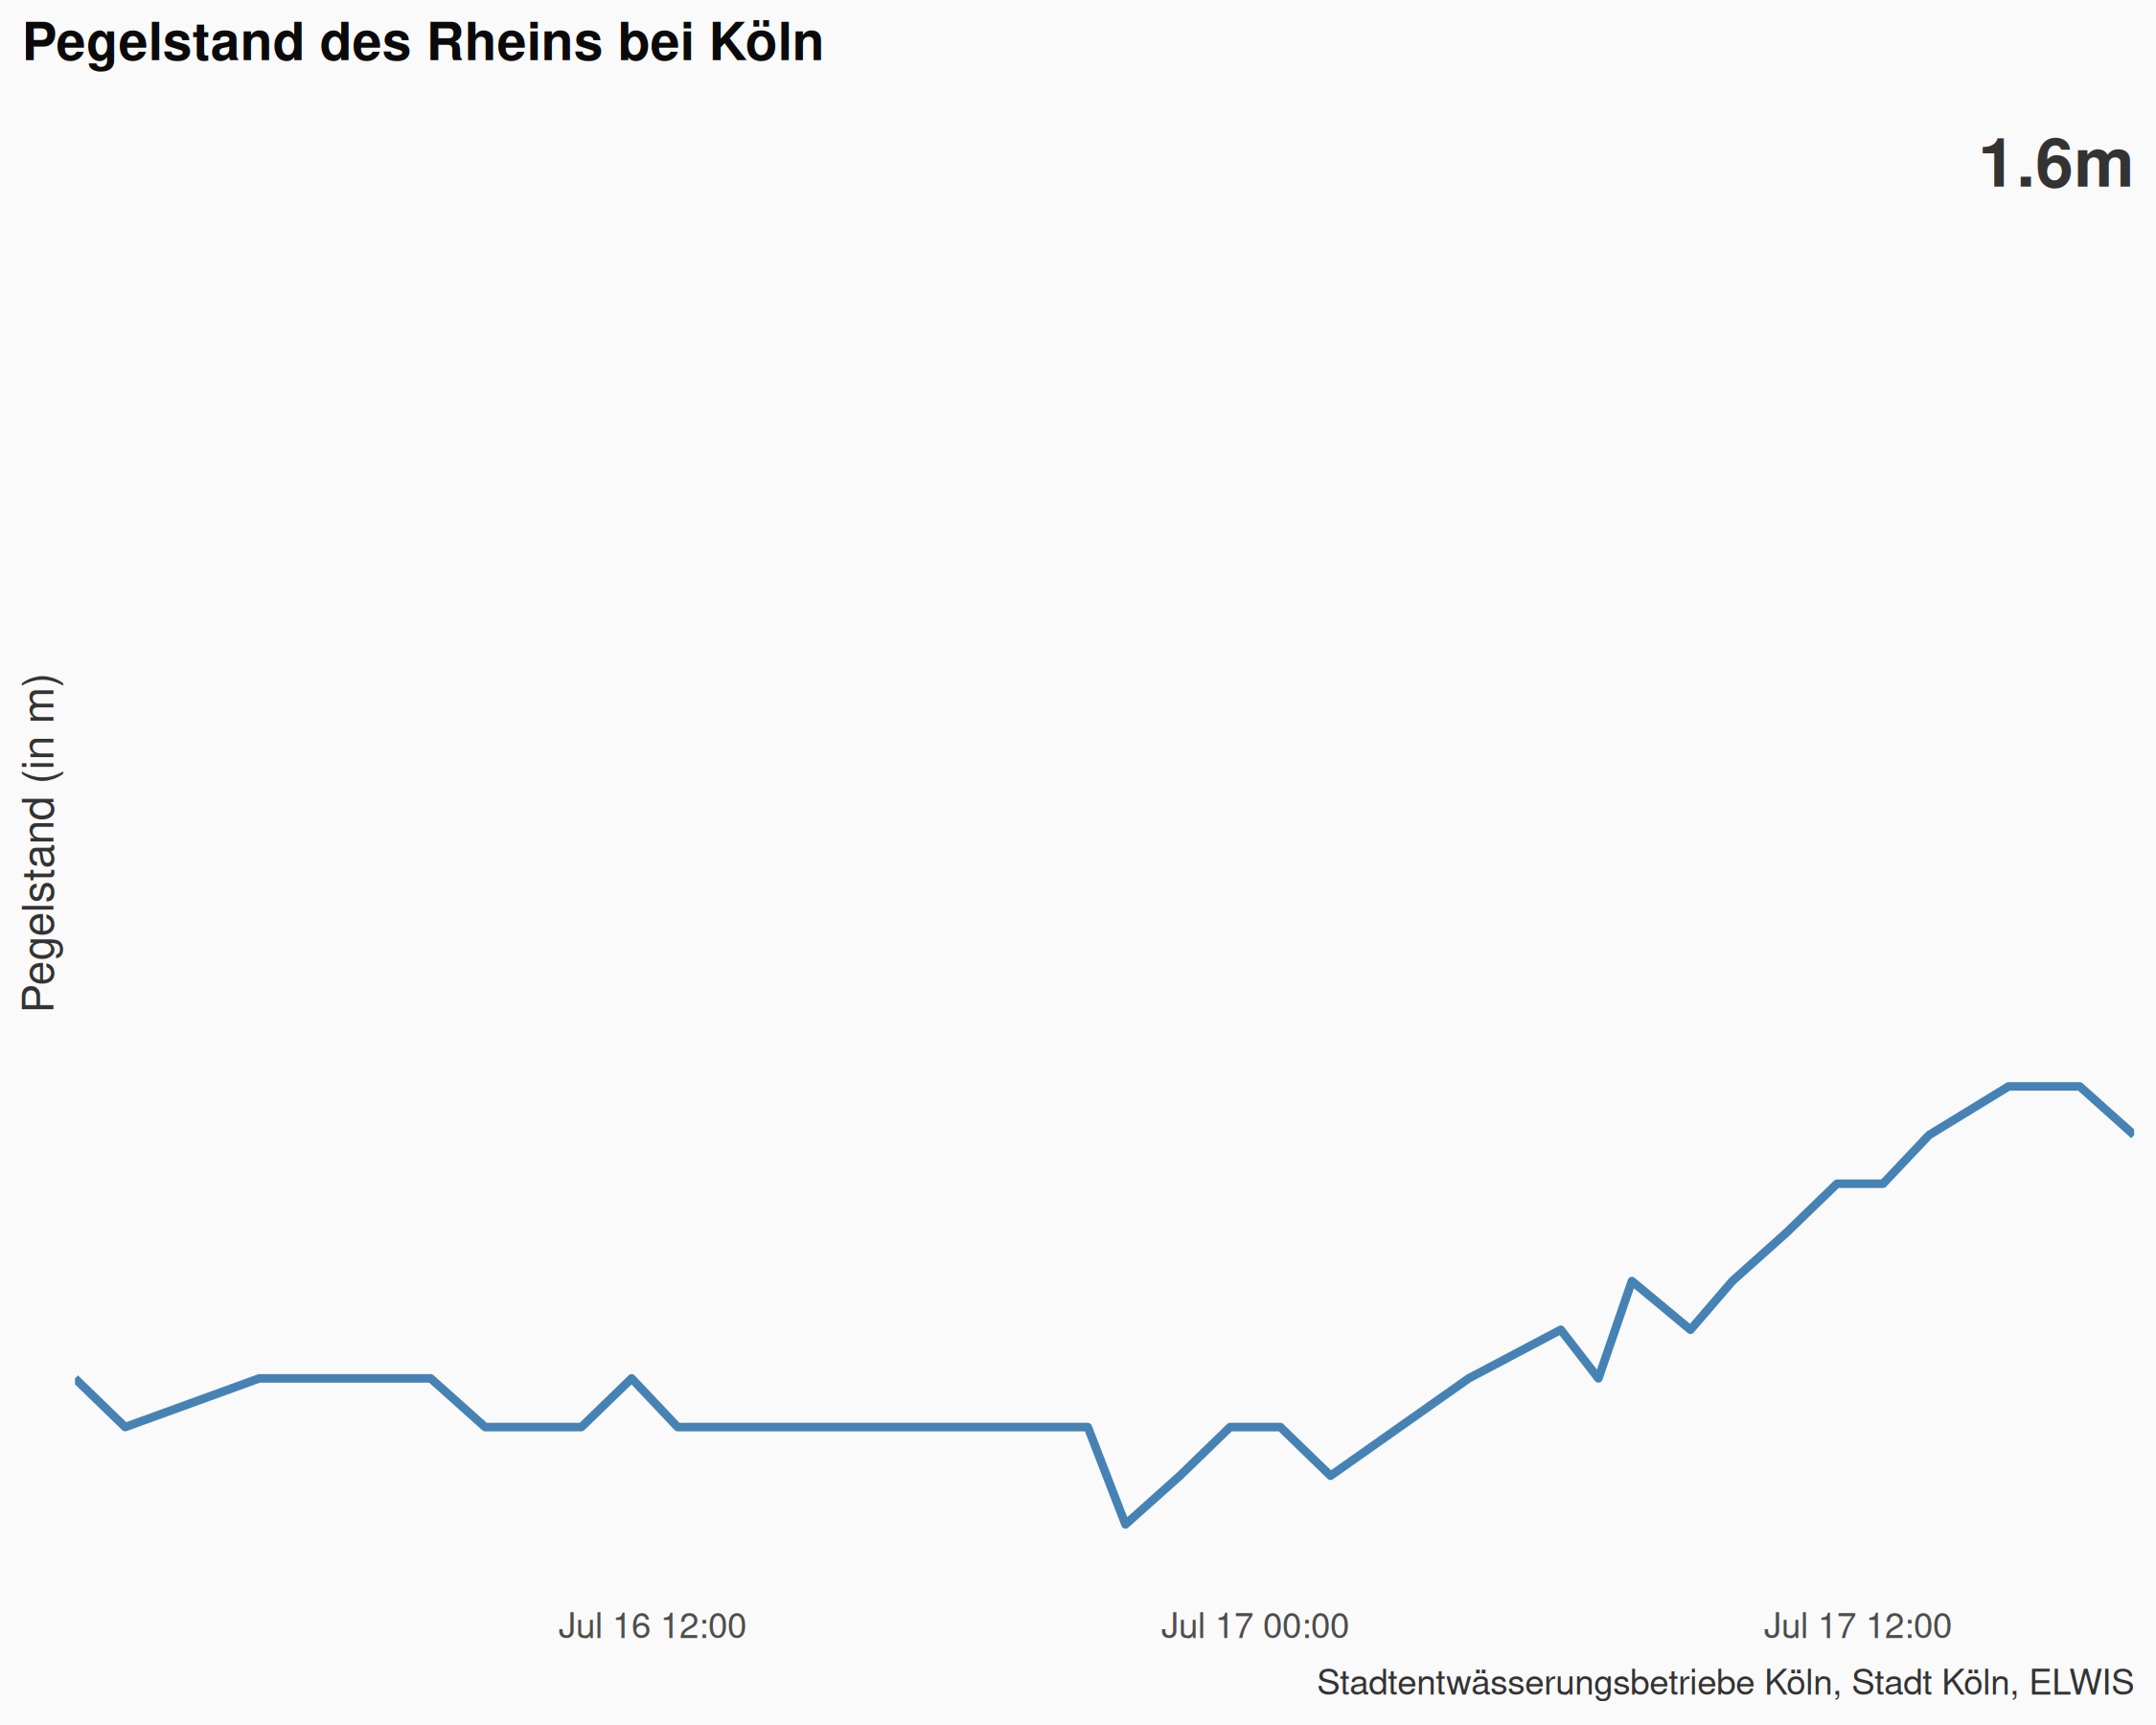 Pegelstand des Rheins bei Köln
1.6m
Pegelstand (in m)
Jul 16 12:00
Jul 17 00:00
Jul 17 12:00
Stadtentwässerungsbetriebe Köln, Stadt Köln, ELWIS